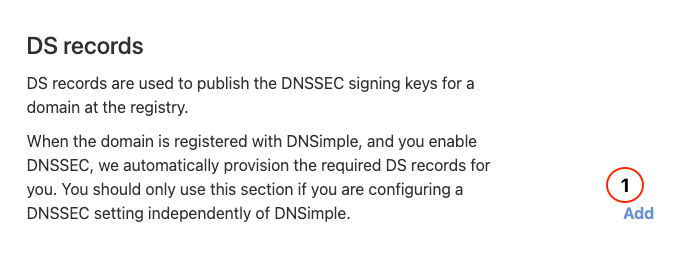 DS records
DS records are used to publish the DNSSEC signing keys for a
domain at the registry.
When the domain is registered with DNSimple, and you enable
DNSSEC, we automatically provision the required DS records for
you. You should only use this section if you are configuring a
DNSSEC setting independently of DNSimple.
1
Add